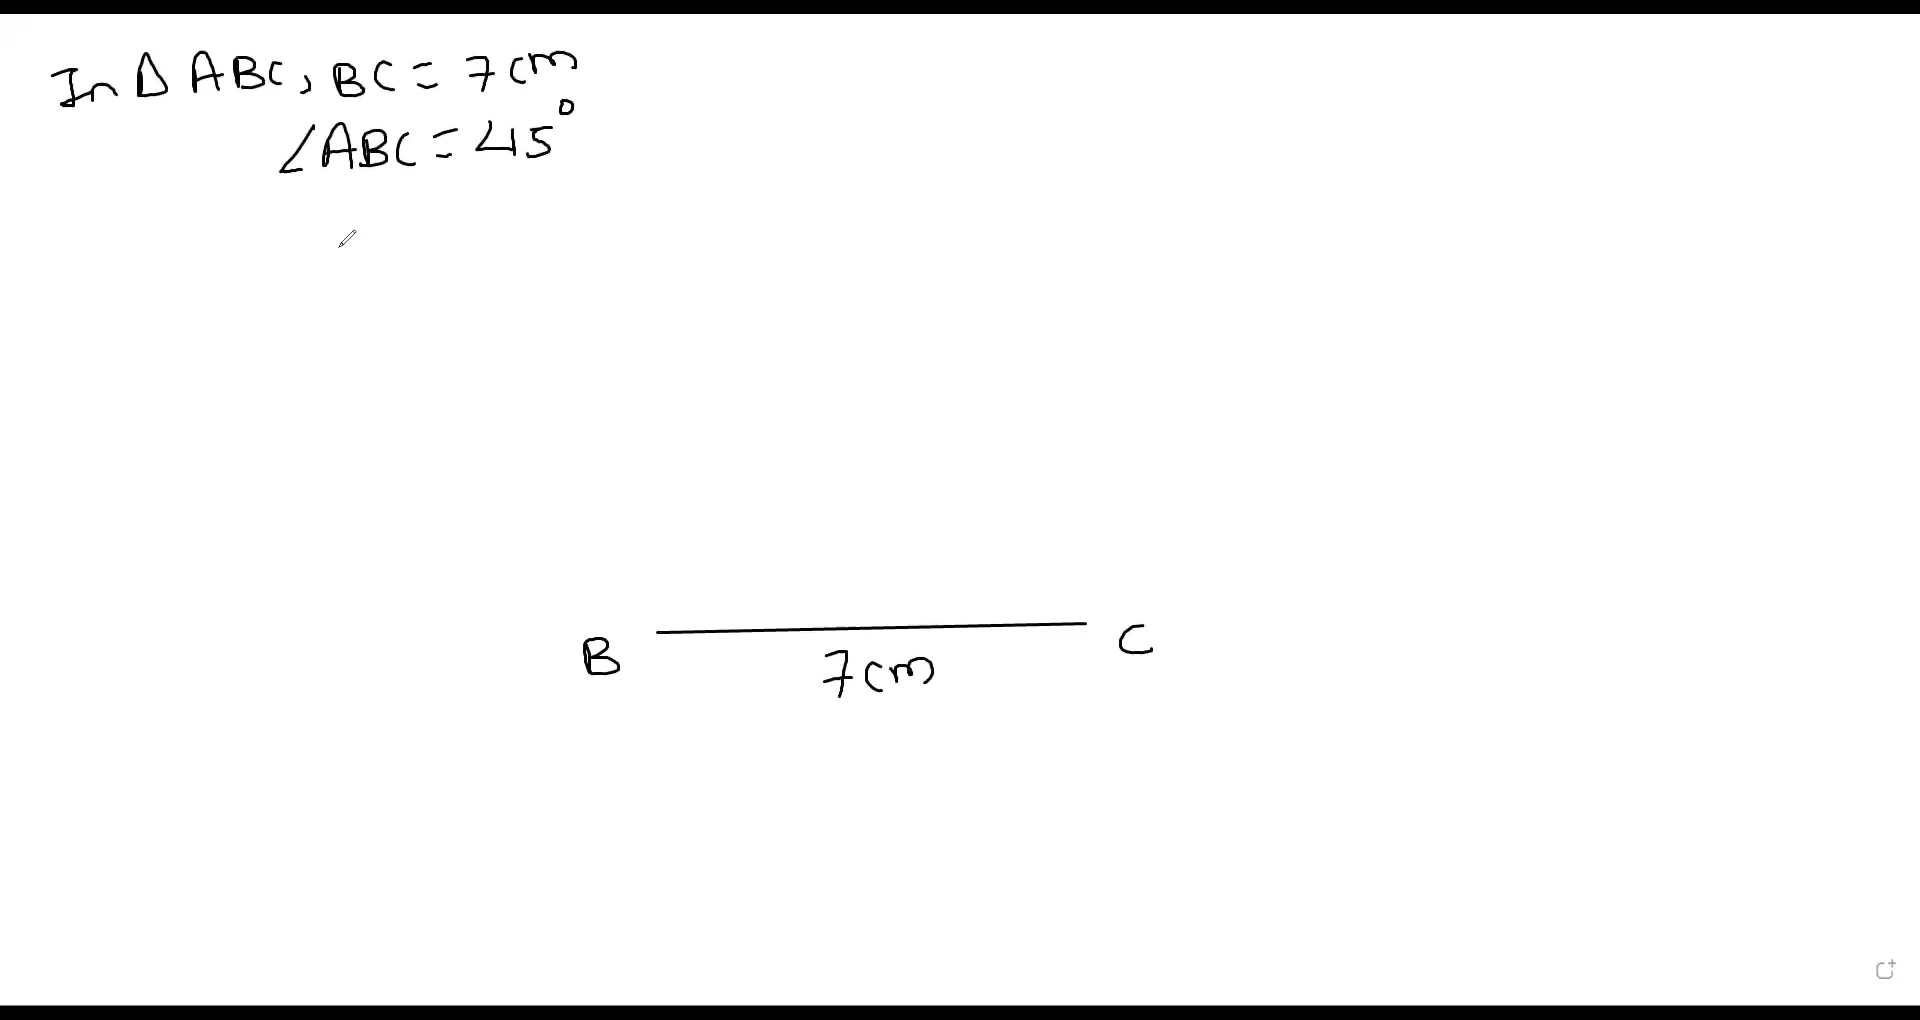 In Δ ABC, BC = 7cm
∠ABC = 45°
B C
7cm